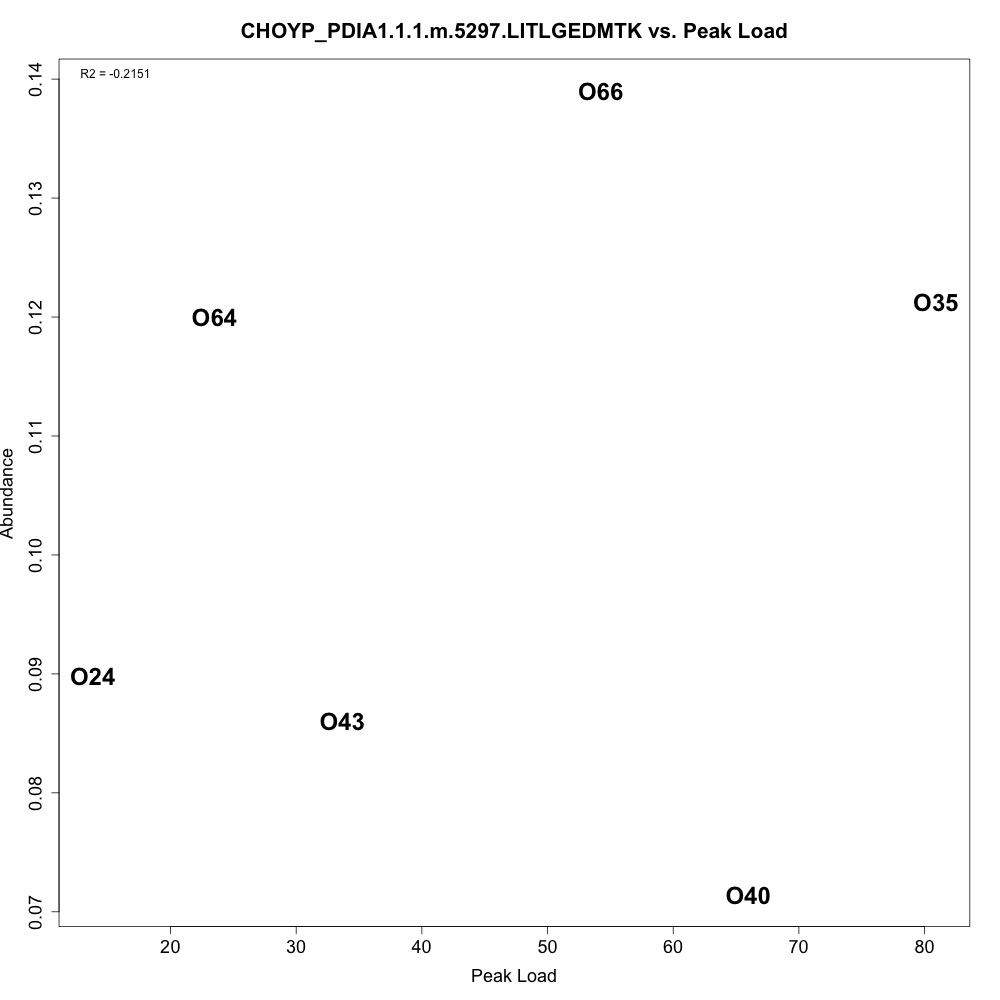 CHOYP_PDIA1.1.1.m.5297.LITLGEDMTK vs. Peak Load
R2 = -0.2151
O66
O64
O35
O24
O43
O40
Abundance
0.14
0.13
0.12
0.11
0.10
0.09
0.08
0.07
20 30 40 50 60 70 80
Peak Load